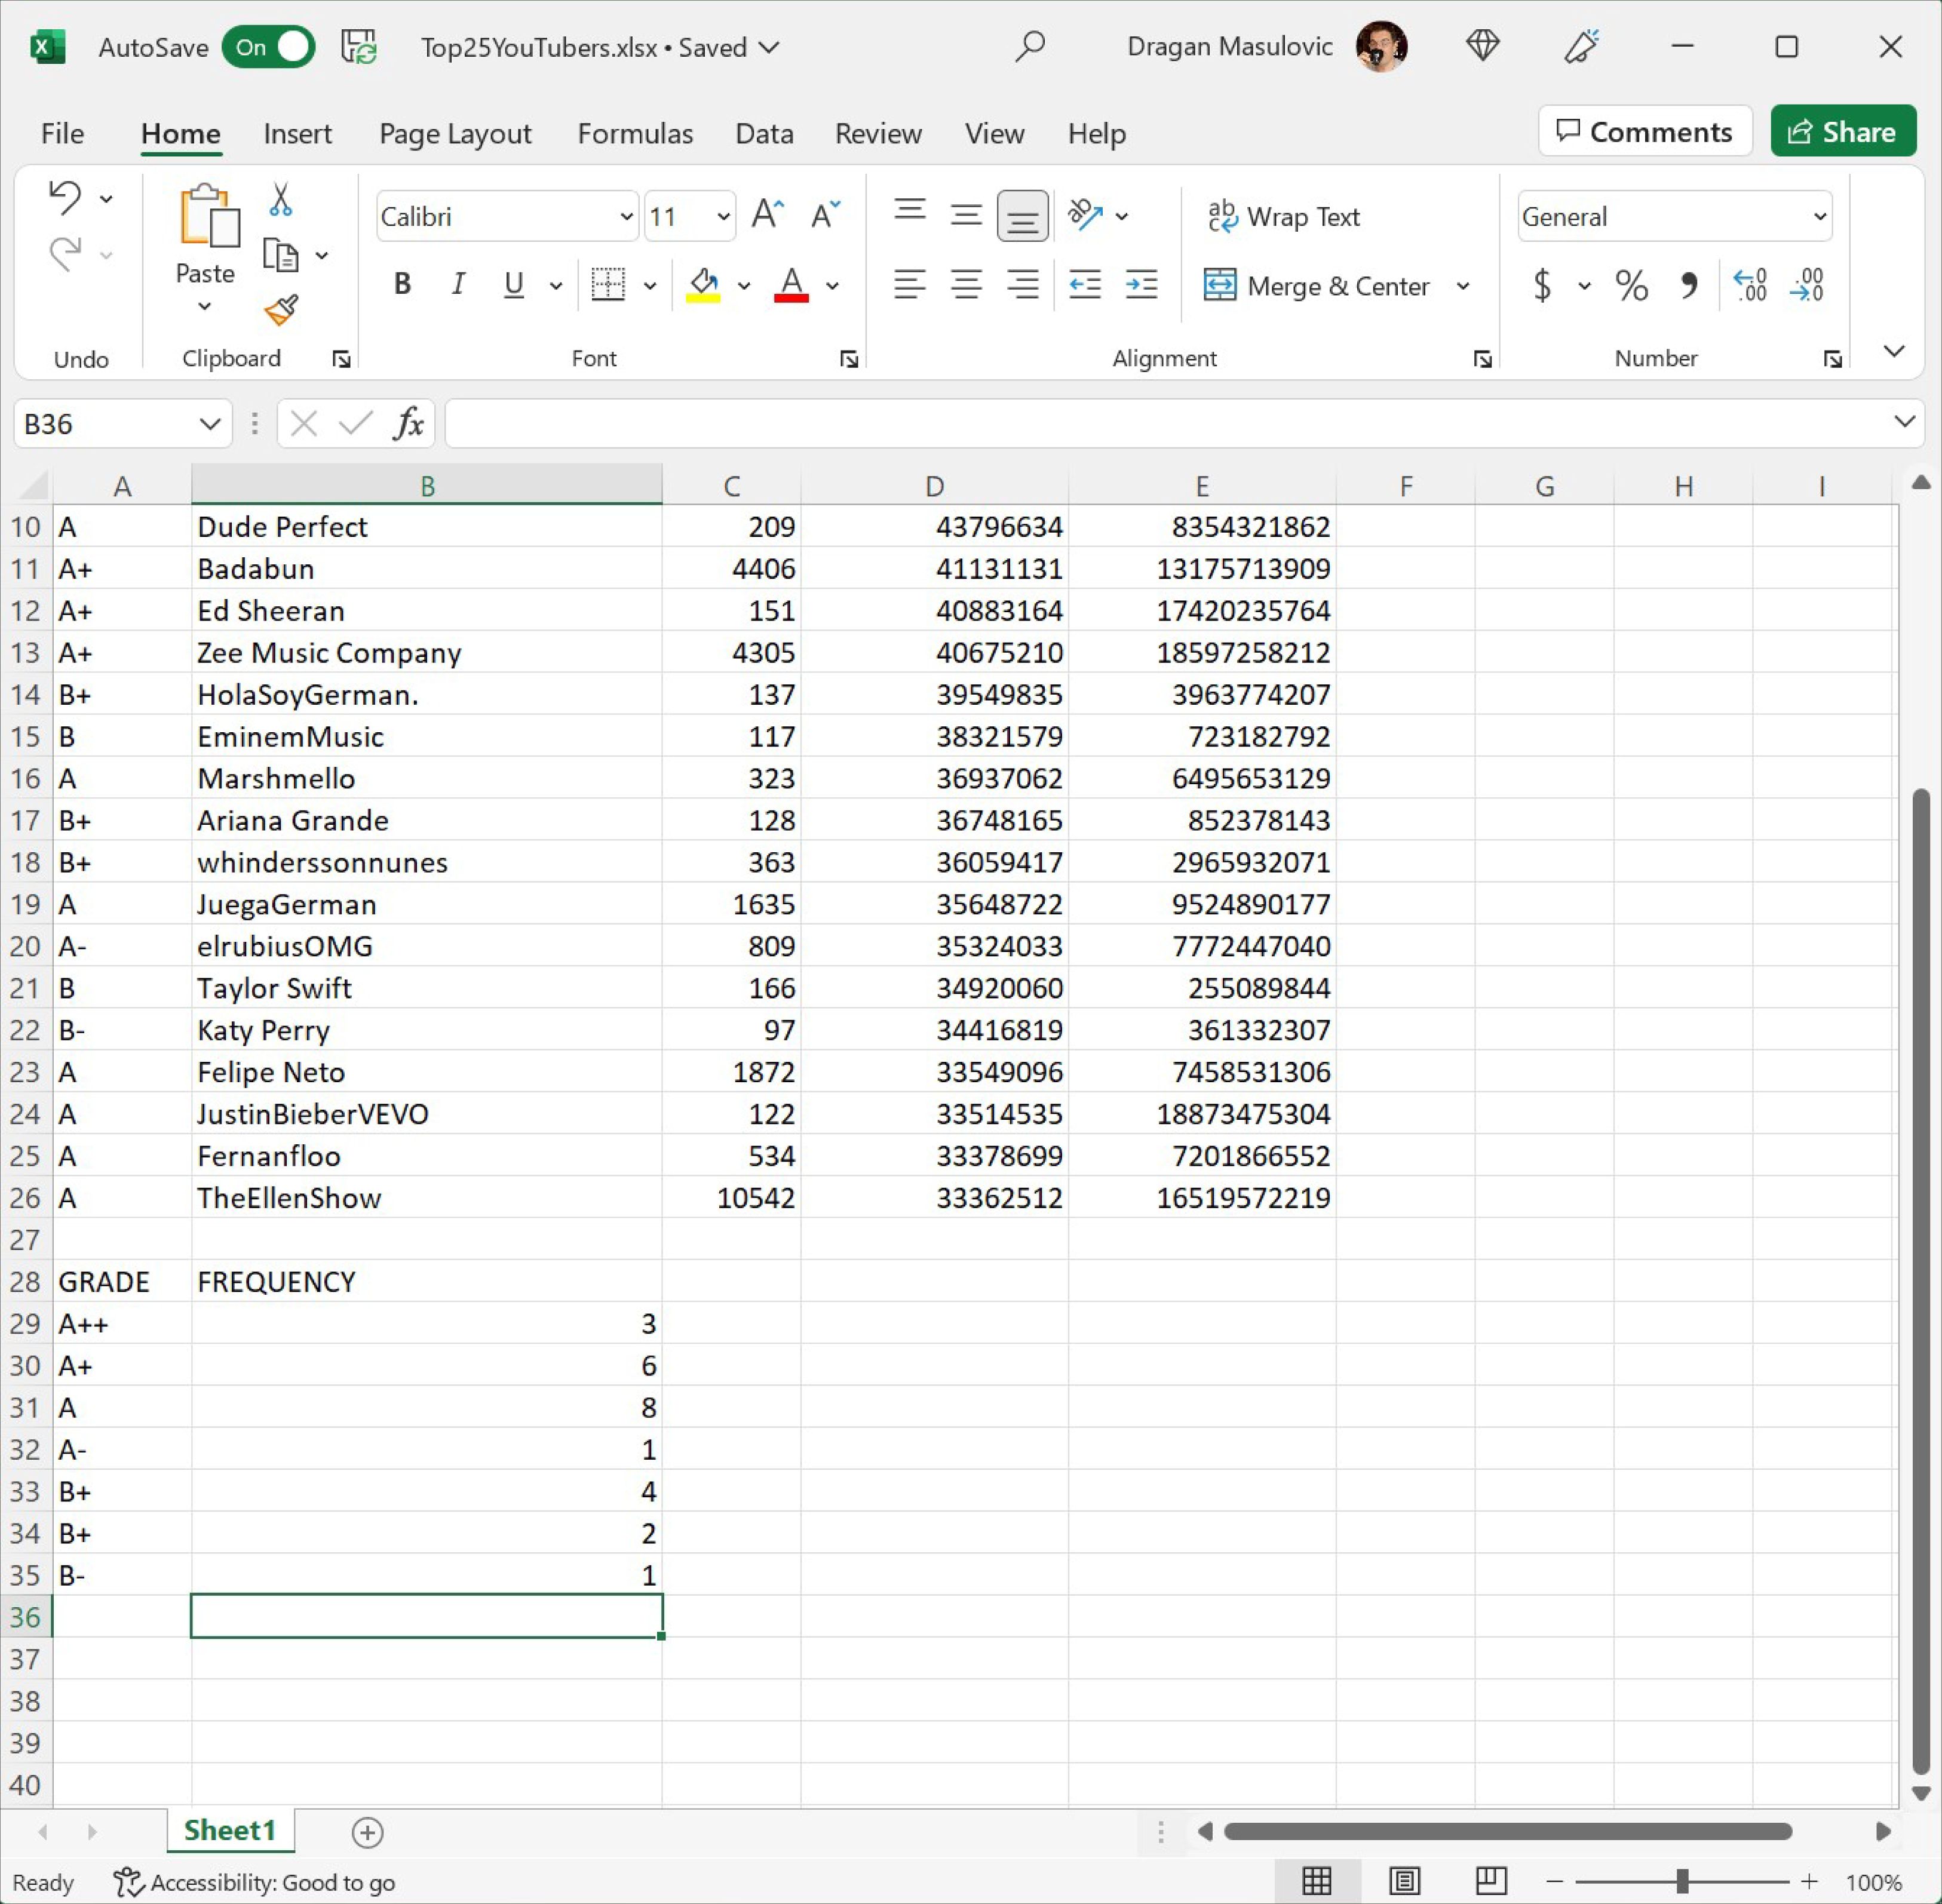 AutoSave On Top25YouTubers.xlsx • Saved Dragan Masulovic
File Home Insert Page Layout Formulas Data Review View Help Comments Share
Paste
Calibri 11
B I U A
ab Wrap Text
Merge & Center
General
$ % 9 .00 .0
Undo Clipboard Font Alignment Number
B36 fx
A B C D E F G H I
10 A Dude Perfect 209 43796634 8354321862
11 A+ Badabun 4406 41131131 13175713909
12 A+ Ed Sheeran 151 40883164 17420235764
13 A+ Zee Music Company 4305 40675210 18597258212
14 B+ HolaSoyGerman. 137 39549835 3963774207
15 B EminemMusic 117 38321579 723182792
16 A Marshmello 323 36937062 6495653129
17 B+ Ariana Grande 128 36748165 852378143
18 B+ whinderssonnunes 363 36059417 2965932071
19 A JuegaGerman 1635 35648722 9524890177
20 A- elrubiusOMG 809 35324033 7772447040
21 B Taylor Swift 166 34920060 255089844
22 B- Katy Perry 97 34416819 361332307
23 A Felipe Neto 1872 33549096 7458531306
24 A JustinBieberVEVO 122 33514535 18873475304
25 A Fernanfloo 534 33378699 7201866552
26 A TheEllenShow 10542 33362512 16519572219
27
28 GRADE FREQUENCY
29 A++ 3
30 A+ 6
31 A 8
32 A- 1
33 B+ 4
34 B+ 2
35 B- 1
36
37
38
39
40
Sheet1
Ready Accessibility: Good to go 100%